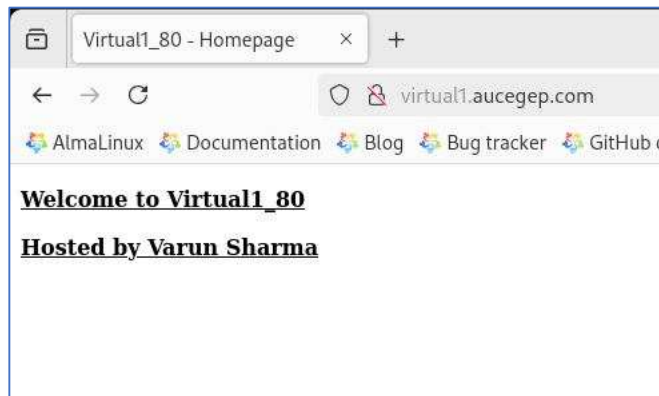 Virtual1_80 - Homepage
virtual1.aucegep.com
AlmaLinux Documentation Blog Bug tracker GitHub
Welcome to Virtual1_80
Hosted by Varun Sharma